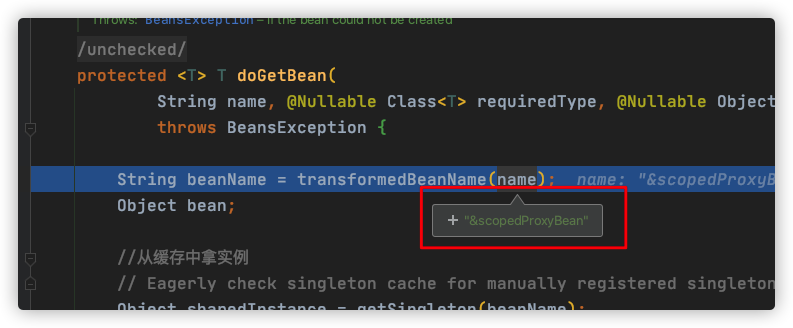 Throws: BeansException – if the bean could not be created
/unchecked/
protected <T> T doGetBean(
String name, @Nullable Class<T> requiredType, @Nullable Object
throws BeansException {
String beanName = transformedBeanName(name); name: "&scopedProxyB
Object bean;
+ "&scopedProxyBean"
//从缓存中拿实例
// Eagerly check singleton cache for manually registered singleton
Object sharedInstance = getSingleton(beanName);